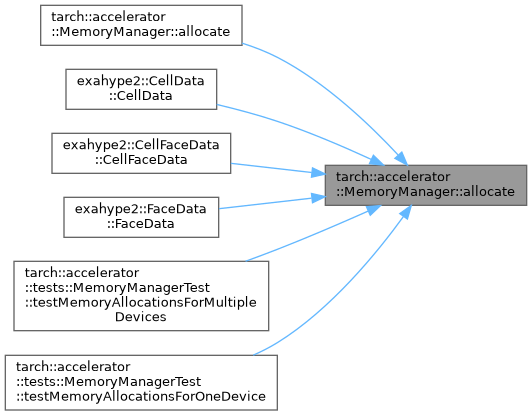 tarch::accelerator
::MemoryManager::allocate
exahype2::CellData
::CellData
exahype2::CellFaceData
::CellFaceData
exahype2::FaceData
::FaceData
tarch::accelerator
::tests::MemoryManagerTest
::testMemoryAllocationsForMultiple
Devices
tarch::accelerator
::tests::MemoryManagerTest
::testMemoryAllocationsForOneDevice
tarch::accelerator
::MemoryManager::allocate